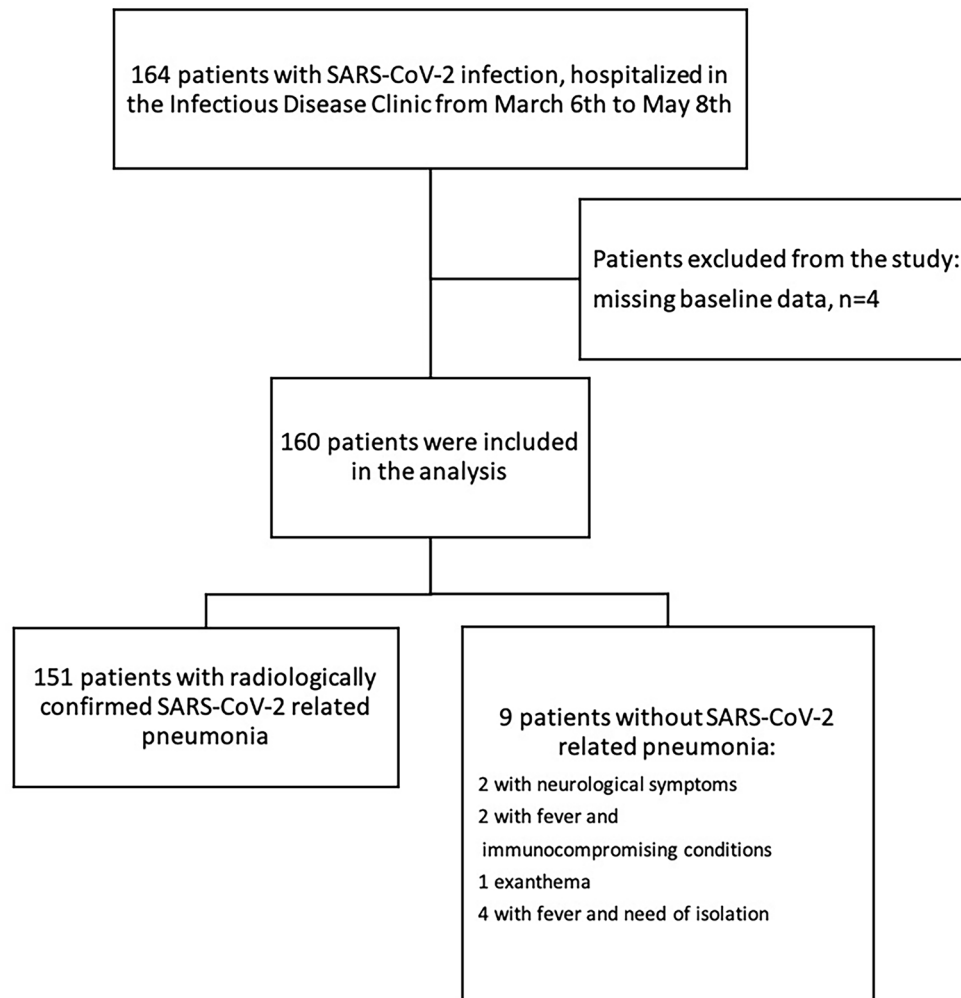 164 patients with SARS-CoV-2 infection, hospitalized in
the Infectious Disease Clinic from March 6th to May 8th
Patients excluded from the study:
missing baseline data, n=4
160 patients were included
in the analysis
151 patients with radiologically
confirmed SARS-CoV-2 related
pneumonia
9 patients without SARS-CoV-2
related pneumonia:
2 with neurological symptoms
2 with fever and
immunocompromising conditions
1 exanthema
4 with fever and need of isolation